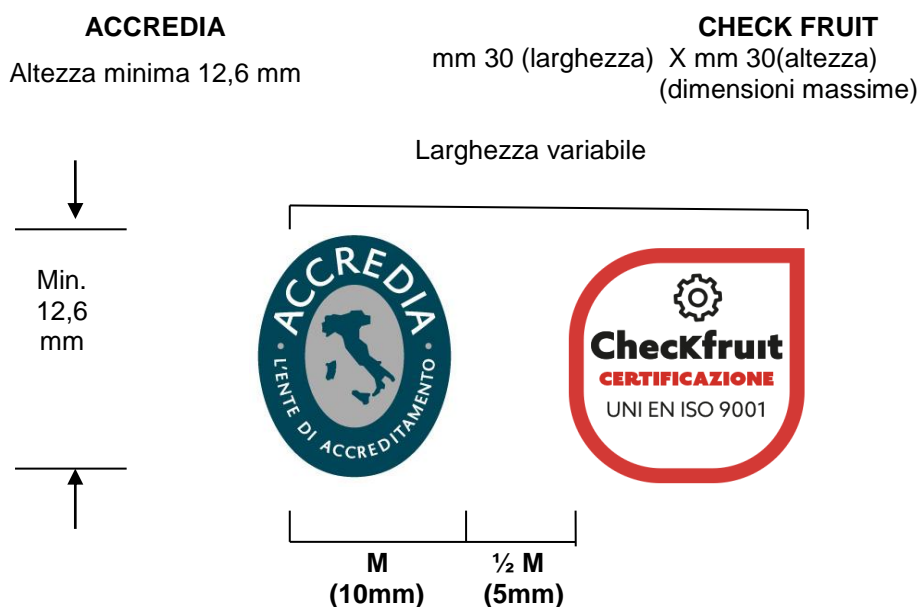 ACCREDIA
Altezza minima 12,6 mm
CHECK FRUIT
mm 30 (larghezza) X mm 30(altezza)
(dimensioni massime)
Larghezza variabile
Min.
12,6
mm
ACCREDIA
L'ENTE DI ACCREDITAMENTO
CheckfruIt
CERTIFICAZIONE
UNI EN ISO 9001
M
(10mm)
½ M
(5mm)